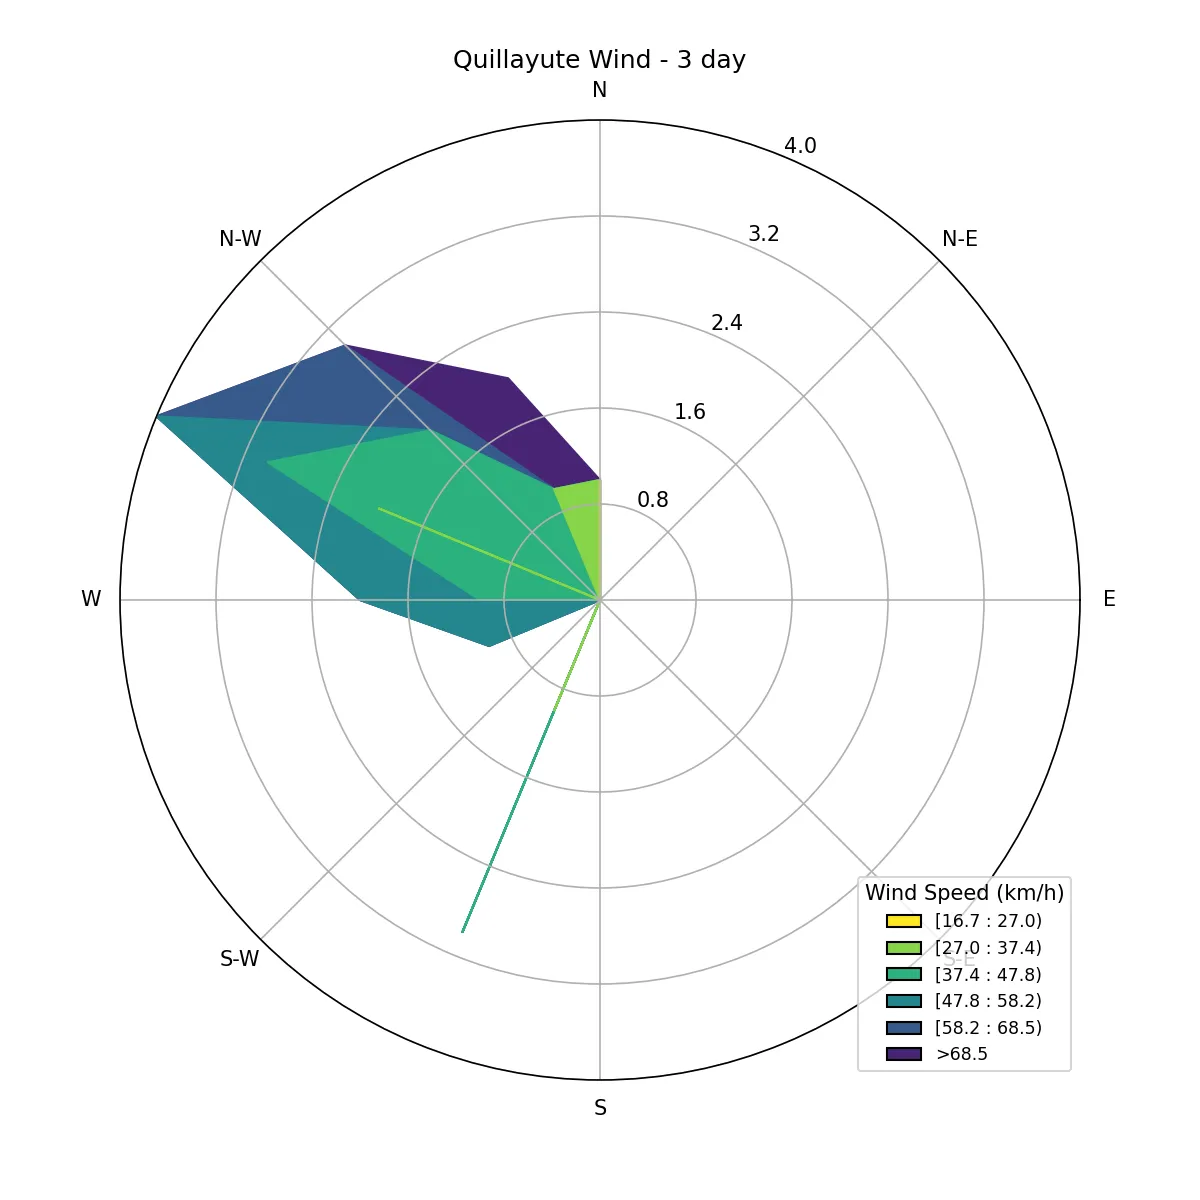 Quillayute Wind - 3 day
N
4.0
N-W
N-E
3.2
2.4
1.6
0.8
W
E
S-W
S-E
S
Wind Speed (km/h)
[16.7 : 27.0)
[27.0 : 37.4)
[37.4 : 47.8)
[47.8 : 58.2)
[58.2 : 68.5)
>68.5